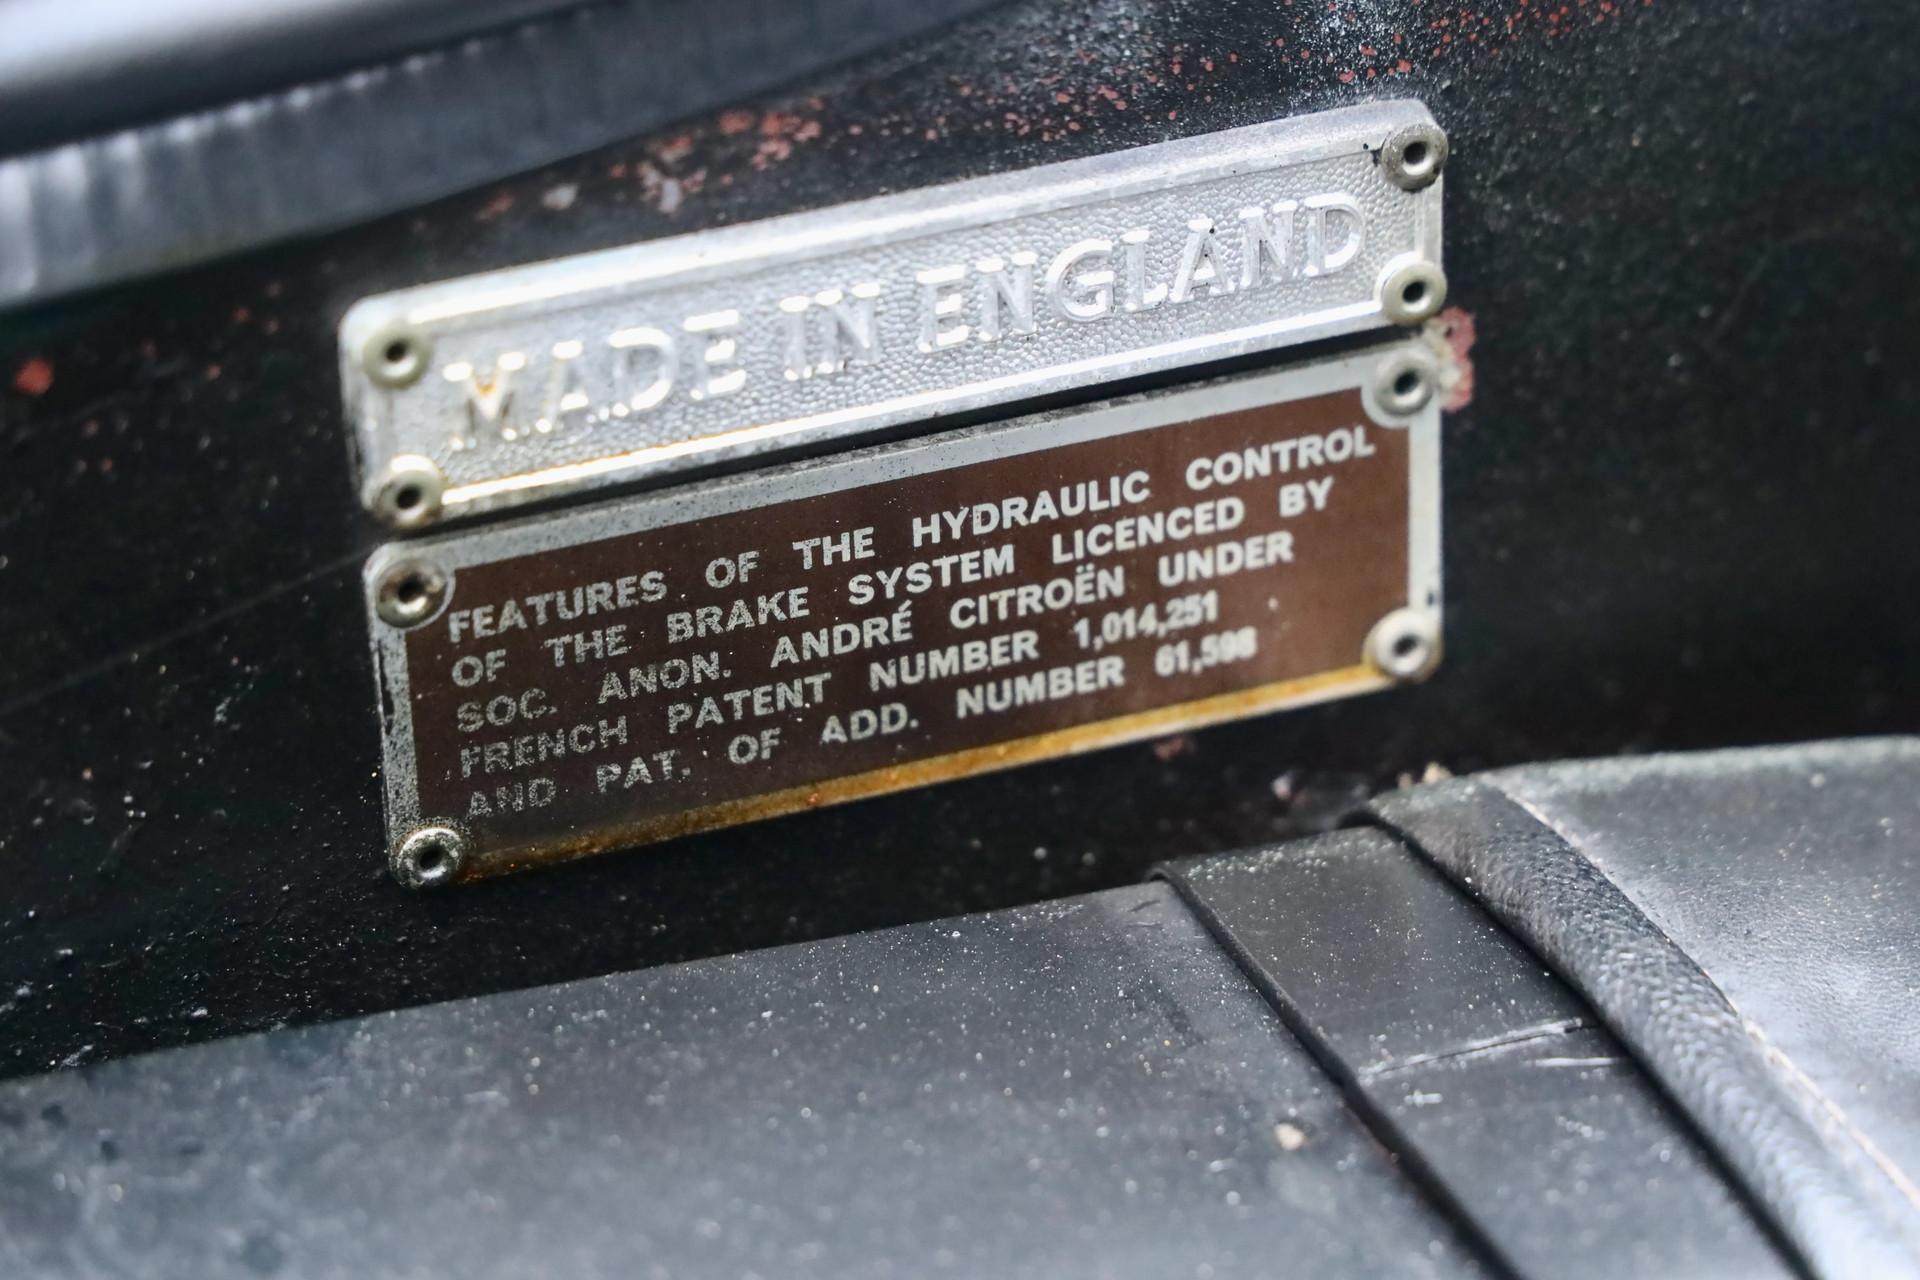 MADE IN ENGLAND
FEATURES OF THE HYDRAULIC CONTROL
OF THE BRAKE SYSTEM LICENCED BY
SOC. ANON. ANDRÉ CITROËN UNDER
FRENCH PATENT NUMBER 1,014,251
AND PAT. OF ADD. NUMBER 61,598